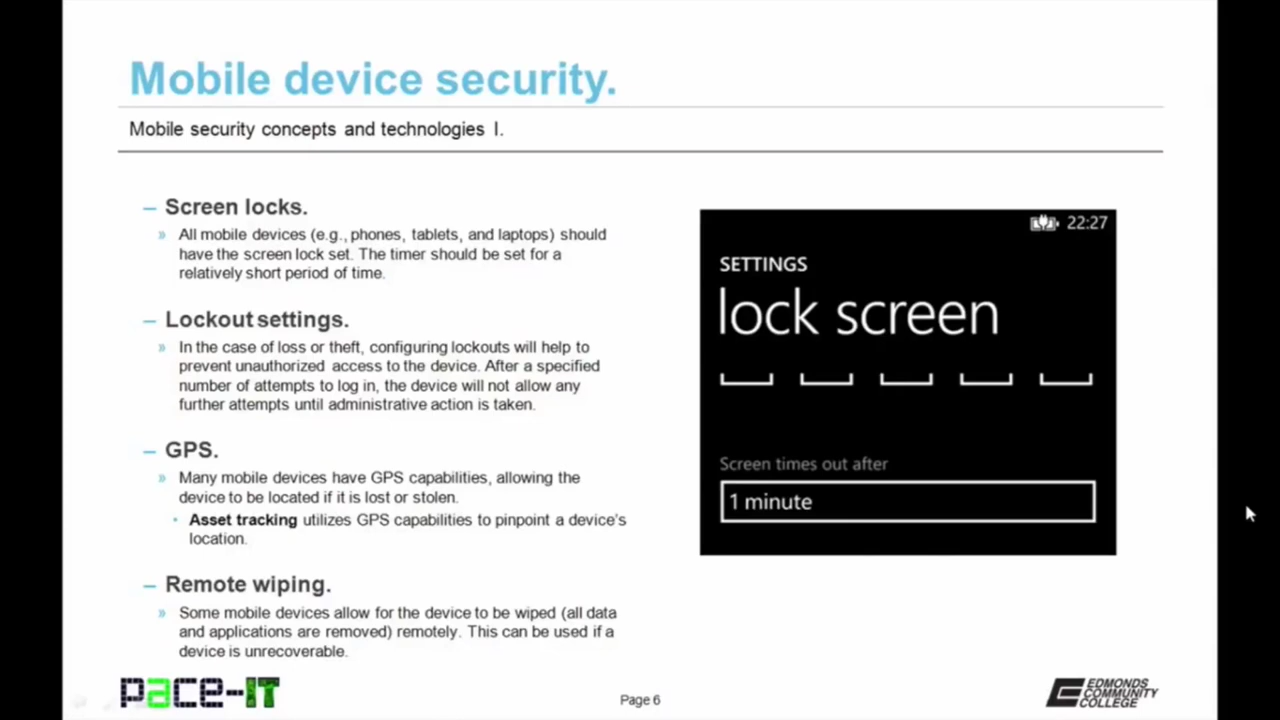 Mobile device security.
Mobile security concepts and technologies I.
– Screen locks.
» All mobile devices (e.g., phones, tablets, and laptops) should
have the screen lock set. The timer should be set for a
relatively short period of time.
– Lockout settings.
» In the case of loss or theft, configuring lockouts will help to
prevent unauthorized access to the device. After a specified
number of attempts to log in, the device will not allow any
further attempts until administrative action is taken.
– GPS.
» Many mobile devices have GPS capabilities, allowing the
device to be located if it is lost or stolen.
• Asset tracking utilizes GPS capabilities to pinpoint a device's
location.
– Remote wiping.
» Some mobile devices allow for the device to be wiped (all data
and applications are removed) remotely. This can be used if a
device is unrecoverable.
22:27
SETTINGS
lock screen
Screen times out after
1 minute
pace-IT
Page 6
EDMONDS
COMMUNITY
COLLEGE